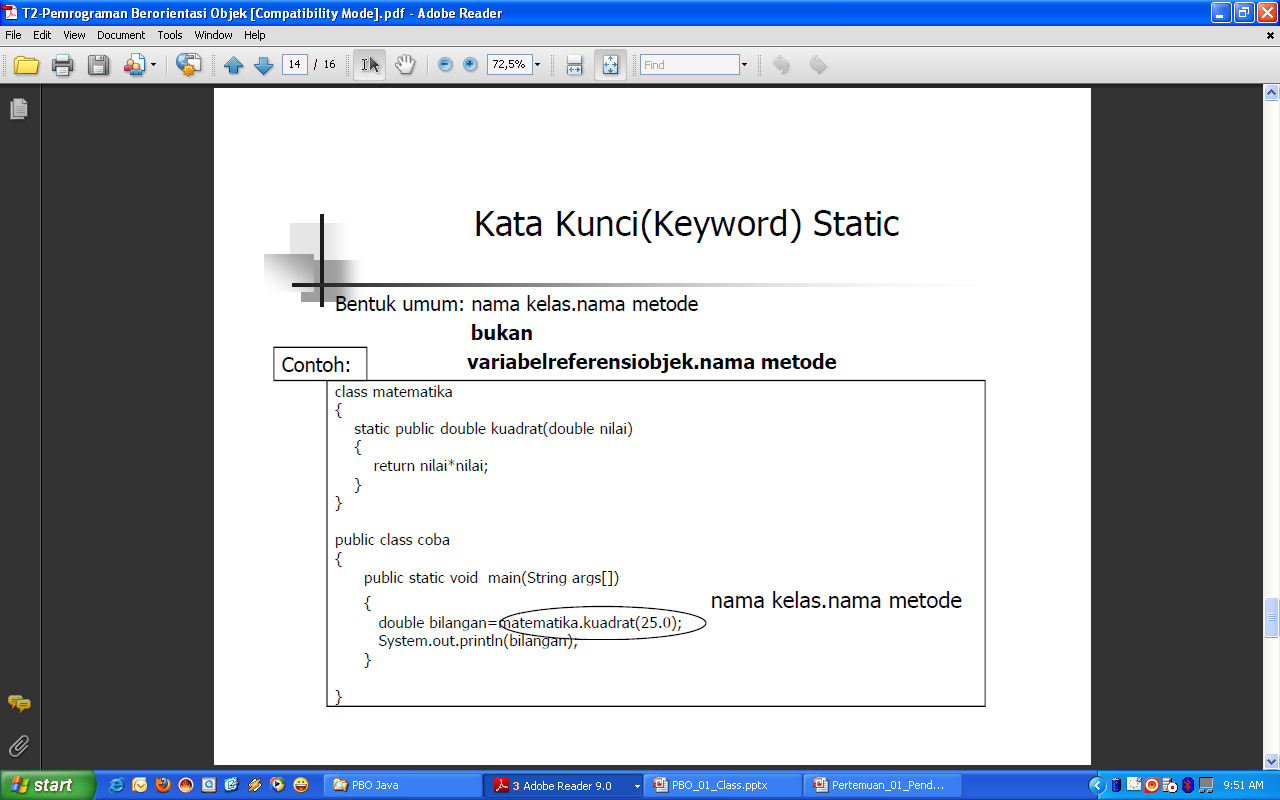 T2-Pemrograman Berorientasi Objek [Compatibility Mode].pdf - Adobe Reader
File Edit View Document Tools Window Help
14 / 16 72,5% Find
Kata Kunci(Keyword) Static
Bentuk umum: nama kelas.nama metode
bukan
variabelreferensiobjek.nama metode
Contoh:
class matematika
{
static public double kuadrat(double nilai)
{
return nilai*nilai;
}
}
public class coba
{
public static void main(String args[])
{
nama kelas.nama metode
double bilangan=matematika.kuadrat(25.0);
System.out.println(bilangan);
}
}
start PBO Java 3 Adobe Reader 9.0 PBO_01_Class.pptx Pertemuan_01_Pend... 9:51 AM